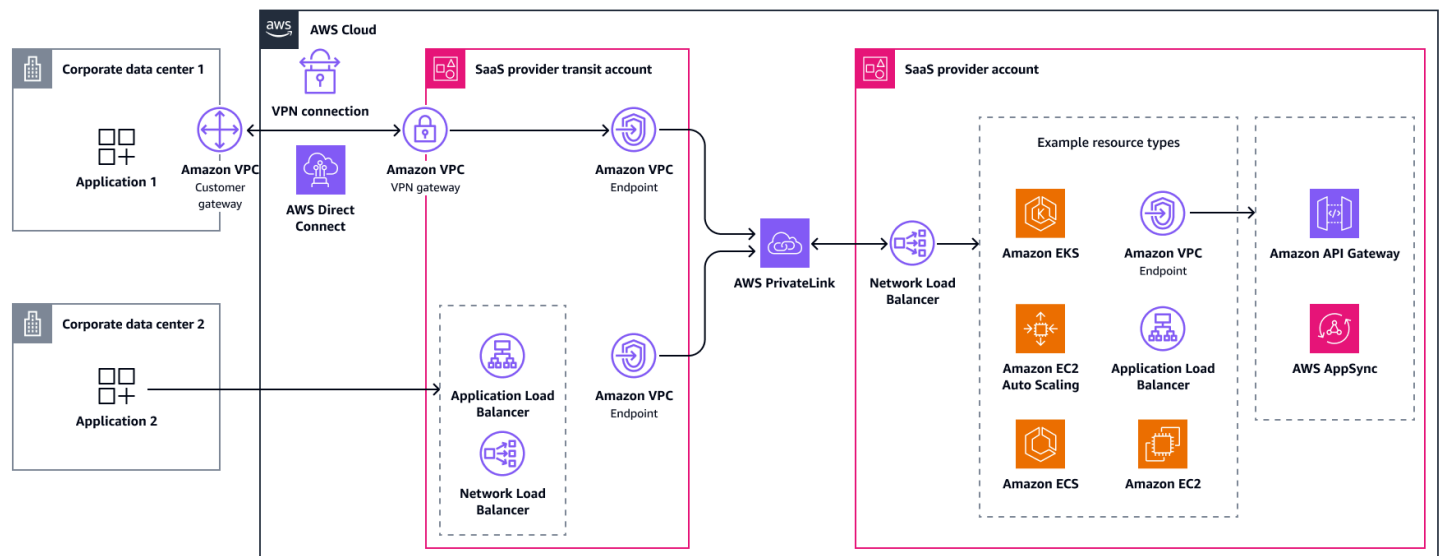 aws
AWS Cloud
Corporate data center 1
Application 1
Amazon VPC
Customer
gateway
VPN connection
AWS Direct
Connect
SaaS provider transit account
Amazon VPC
VPN gateway
Amazon VPC
Endpoint
Corporate data center 2
Application 2
Application Load
Balancer
Network Load
Balancer
Amazon VPC
Endpoint
AWS PrivateLink
SaaS provider account
Network Load
Balancer
Example resource types
K
Amazon EKS
Amazon VPC
Endpoint
Amazon EC2
Auto Scaling
Application Load
Balancer
Amazon ECS
Amazon EC2
</>
Amazon API Gateway
AWS AppSync